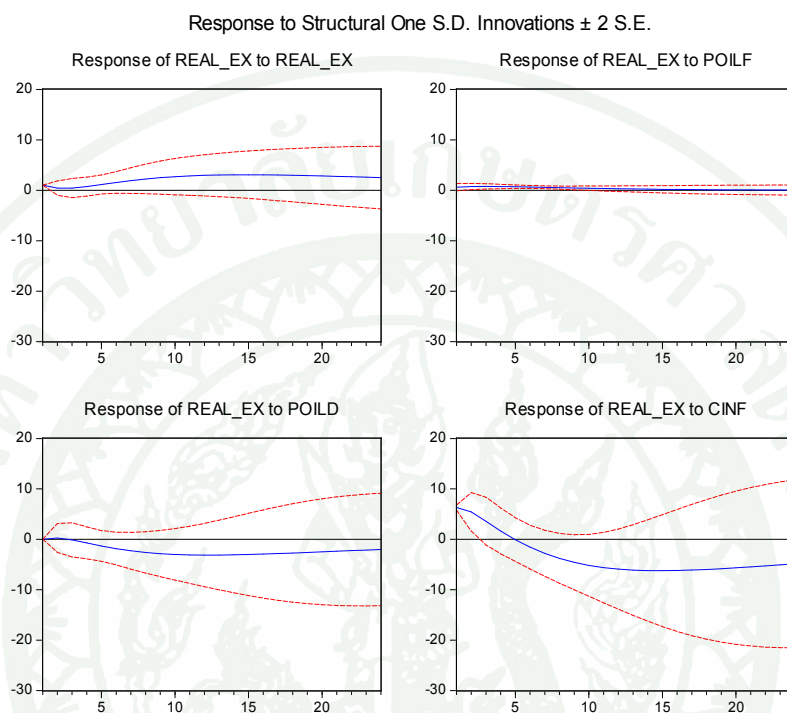 Response to Structural One S.D. Innovations ± 2 S.E.
Response of REAL_EX to REAL_EX
20
10
0
-10
-20
-30
5 10 15 20
Response of REAL_EX to POILF
20
10
0
-10
-20
-30
5 10 15 20
Response of REAL_EX to POILD
20
10
0
-10
-20
-30
5 10 15 20
Response of REAL_EX to CINF
20
10
0
-10
-20
-30
5 10 15 20